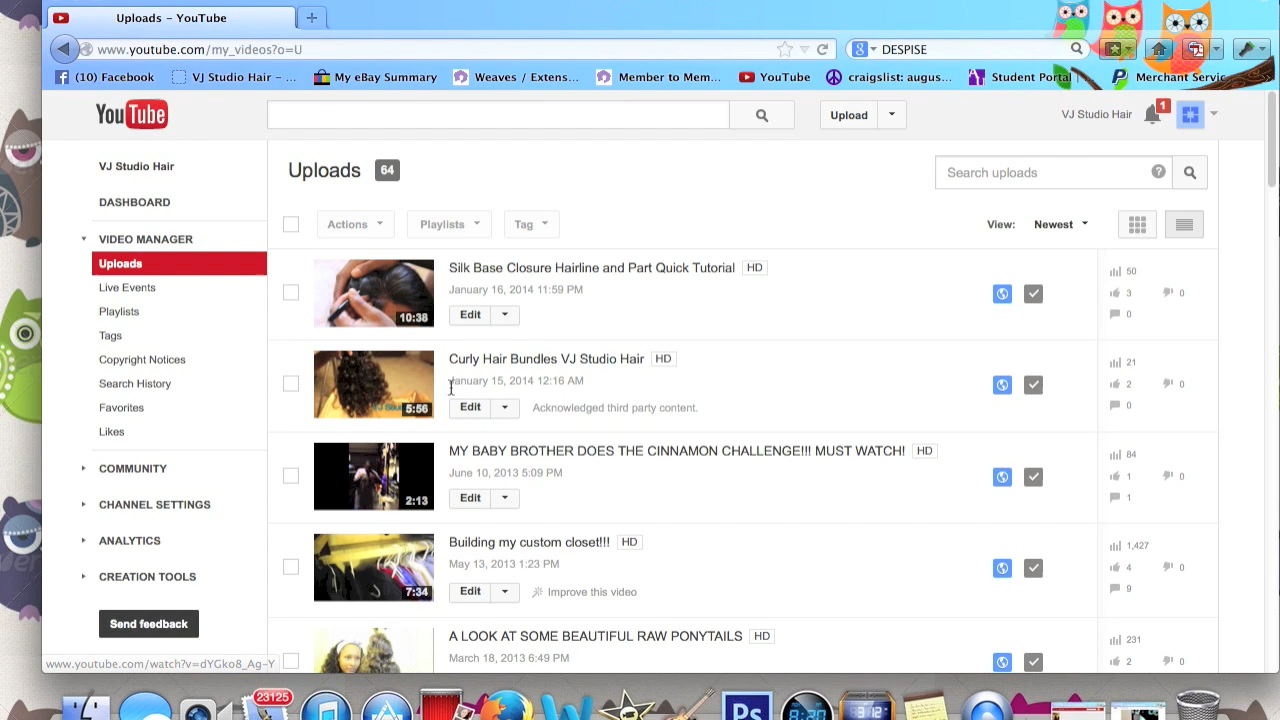 Uploads – YouTube
www.youtube.com/my_videos?o=U
DESPISE
(10) Facebook
VJ Studio Hair – ...
My eBay Summary
Weaves / Extens...
Member to Mem...
YouTube
craigslist: augus...
Student Portal
Merchant Servic
YouTube
Upload
VJ Studio Hair
1
VJ Studio Hair
DASHBOARD
VIDEO MANAGER
Uploads
Live Events
Playlists
Tags
Copyright Notices
Search History
Favorites
Likes
COMMUNITY
CHANNEL SETTINGS
ANALYTICS
CREATION TOOLS
Send feedback
Uploads 64
Search uploads ?
Actions
Playlists
Tag
View:
Newest
Silk Base Closure Hairline and Part Quick Tutorial HD
January 16, 2014 11:59 PM
10:38
Edit
50
3 0
0
Curly Hair Bundles VJ Studio Hair HD
January 15, 2014 12:16 AM
5:56
Edit
Acknowledged third party content.
21
2 0
0
MY BABY BROTHER DOES THE CINNAMON CHALLENGE!!! MUST WATCH! HD
June 10, 2013 5:09 PM
2:13
Edit
84
1 0
1
Building my custom closet!!! HD
May 13, 2013 1:23 PM
7:34
Edit
Improve this video
1,427
4 0
9
A LOOK AT SOME BEAUTIFUL RAW PONYTAILS HD
March 18, 2013 6:49 PM
231
2 0
www.youtube.com/watch?v=dYGko8_Ag-Y
23125
Ps
8:20